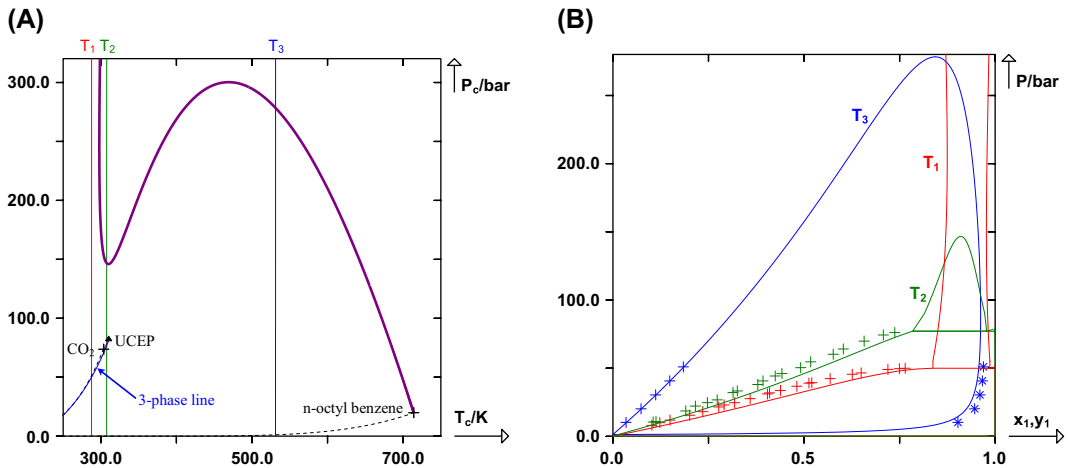 (A)
T₁ T₂ T₃
300.0
200.0
100.0
0.0
P_c/bar
CO₂
UCEP
3-phase line
n-octyl benzene
T_c/K
300.0 500.0 700.0
(B)
P/bar
T₃
T₁
T₂
200.0
100.0
0.0
x₁,y₁
0.0 0.5 1.0